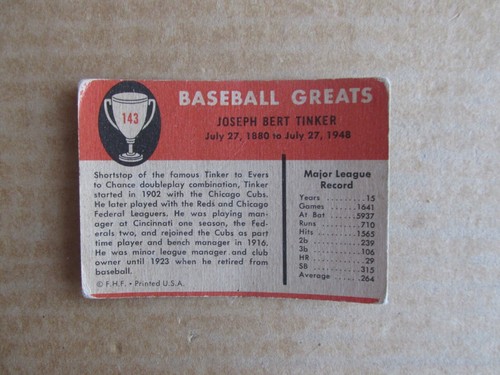 143
BASEBALL GREATS
JOSEPH BERT TINKER
July 27, 1880 to July 27, 1948
Shortstop of the famous Tinker to Evers
to Chance doubleplay combination, Tinker
started in 1902 with the Chicago Cubs.
He later played with the Reds and Chicago
Federal Leaguers. He was playing man-
ager at Cincinnati one season, the Fed-
erals two, and rejoined the Cubs as part
time player and bench manager in 1916.
He was minor league manager and club
owner until 1923 when he retired from
baseball.
© F.H.F. • Printed U.S.A.
Major League
Record
Years ........... 15
Games ......... 1641
At Bat ..... 5937
Runs ......... 710
Hits ......... 1565
2b ............. 239
3b ............. 106
HR ............. 29
SB ............. 315
Average ..... .264